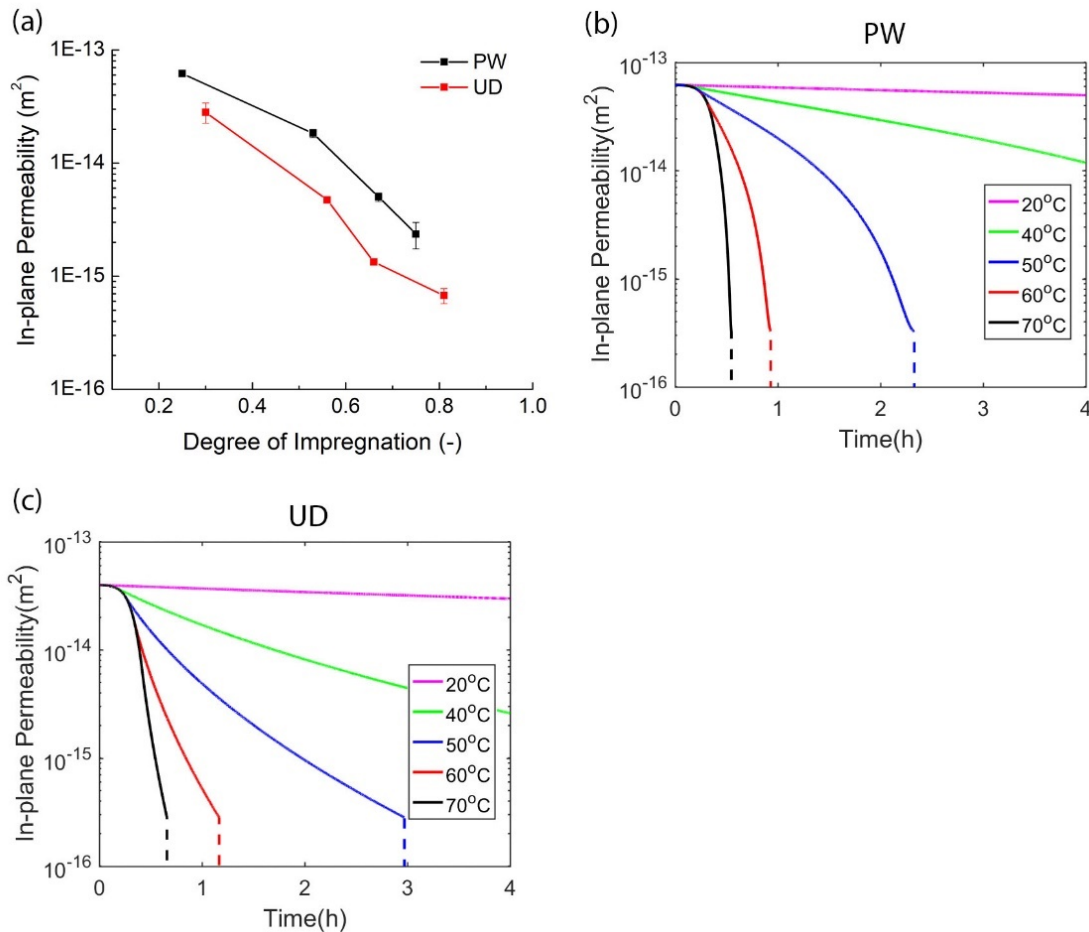 (a)
In-plane Permeability (m²)
1E-13
1E-14
1E-15
1E-16
0.2 0.4 0.6 0.8 1.0
Degree of Impregnation (-)
PW
UD
(b)
PW
In-plane Permeability(m²)
10⁻¹³
10⁻¹⁴
10⁻¹⁵
10⁻¹⁶
0 1 2 3 4
Time(h)
20°C
40°C
50°C
60°C
70°C
(c)
UD
In-plane Permeability(m²)
10⁻¹³
10⁻¹⁴
10⁻¹⁵
10⁻¹⁶
0 1 2 3 4
Time(h)
20°C
40°C
50°C
60°C
70°C